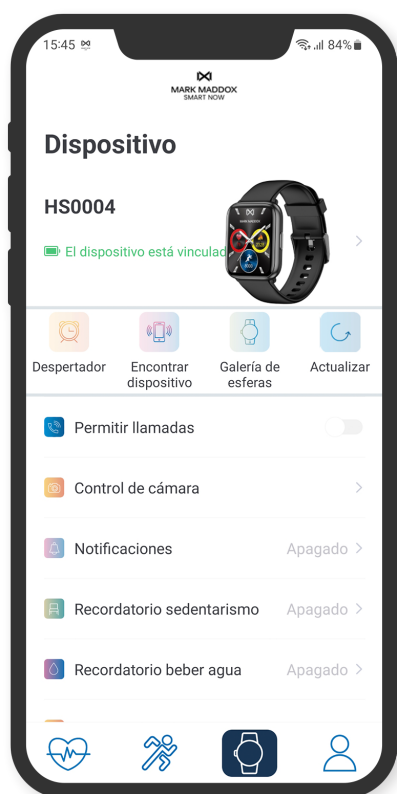 15:45
84%
MARK MADDOX
SMART NOW
Dispositivo
HS0004
El dispositivo está vinculad
Despertador
Encontrar
dispositivo
Galería de
esferas
Actualizar
Permitir llamadas
Control de cámara
Notificaciones
Apagado
Recordatorio sedentarismo
Apagado
Recordatorio beber agua
Apagado